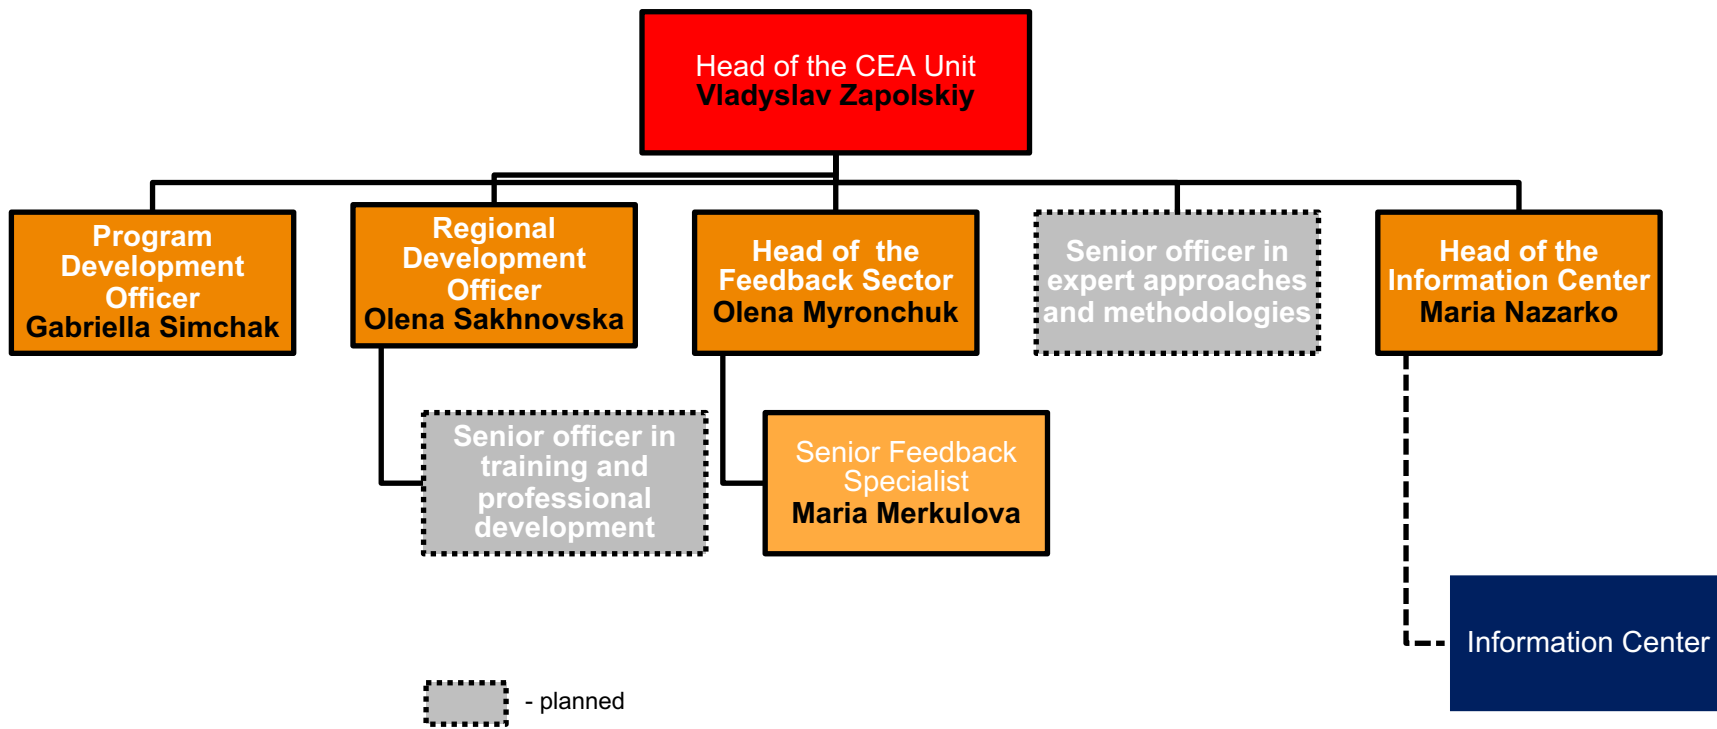 Head of the CEA Unit
Vladyslav Zapolskiy
Program
Development
Officer
Gabriella Simchak
Regional
Development
Officer
Olena Sakhnovska
Head of  the
Feedback Sector
Olena Myronchuk
Senior officer in
expert approaches
and methodologies
Head of the
Information Center
Maria Nazarko
Senior officer in
training and
professional
development
Senior Feedback
Specialist
Maria Merkulova
Information Center
- planned